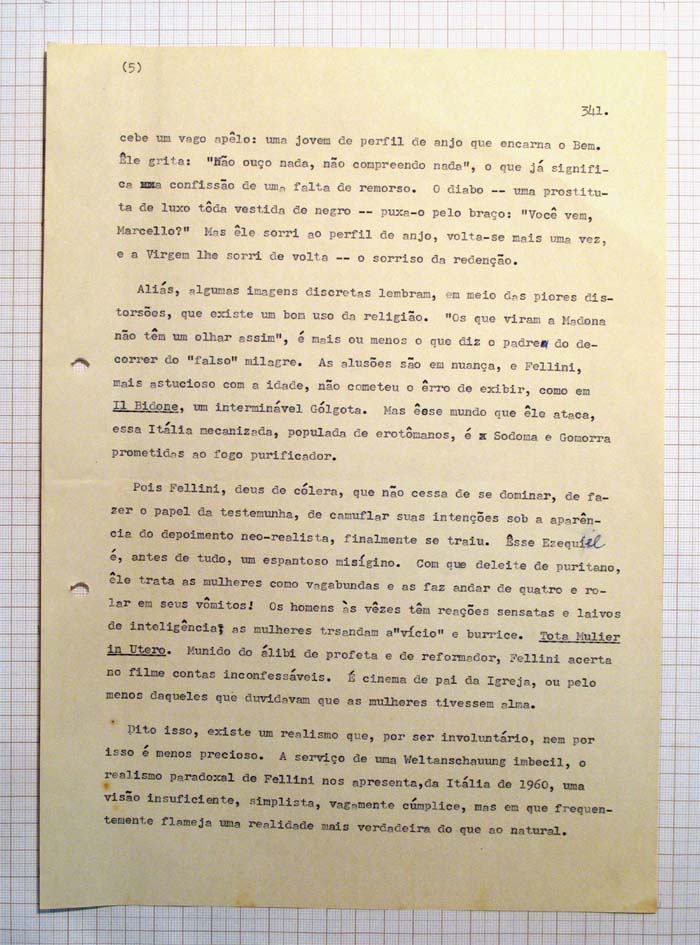 (5)
341.
cebe um vago apêlo: uma jovem de perfil de anjo que encarna o Bem.
Êle grita: "Não ouço nada, não compreendo nada", o que já signifi-
ca uma confissão de uma falta de remorso. O diabo -- uma prostitu-
ta de luxo tôda vestida de negro -- puxa-o pelo braço: "Você vem,
Marcello?" Mas êle sorri ao perfil de anjo, volta-se mais uma vez,
e a Virgem lhe sorri de volta -- o sorriso da redenção.
Aliás, algumas imagens discretas lembram, em meio das piores dis-
torsões, que existe um bom uso da religião. "Os que viram a Madona
não têm um olhar assim", é mais ou menos o que diz o padre do de-
correr do "falso" milagre. As alusões são em nuança, e Fellini,
mais astucioso com a idade, não cometeu o êrro de exibir, como em
Il Bidone, um interminável Gólgota. Mas êsse mundo que êle ataca,
essa Itália mecanizada, populada de erotômanos, é x Sodoma e Gomorra
prometidas ao fogo purificador.
Pois Fellini, deus de cólera, que não cessa de se dominar, de fa-
zer o papel da testemunha, de camuflar suas intenções sob a aparên-
cia do depoimento neo-realista, finalmente se traiu. Êsse Ezequiel
é, antes de tudo, um espantoso misígino. Com que deleite de puritano,
êle trata as mulheres como vagabundas e as faz andar de quatro e ro-
lar em seus vômitos! Os homens às vêzes têm reações sensatas e laivos
de inteligência; as mulheres trsandam a"vício" e burrice. Tota Mulier
in Utero. Munido do álibi de profeta e de reformador, Fellini acerta
no filme contas inconfessáveis. É cinema de pai da Igreja, ou pelo
menos daqueles que duvidavam que as mulheres tivessem alma.
Dito isso, existe um realismo que, por ser involuntário, nem por
isso é menos precioso. A serviço de uma Weltanschauung imbecil, o
realismo paradoxal de Fellini nos apresenta,da Itália de 1960, uma
visão insuficiente, simplista, vagamente cúmplice, mas em que frequen-
temente flameja uma realidade mais verdadeira do que ao natural.